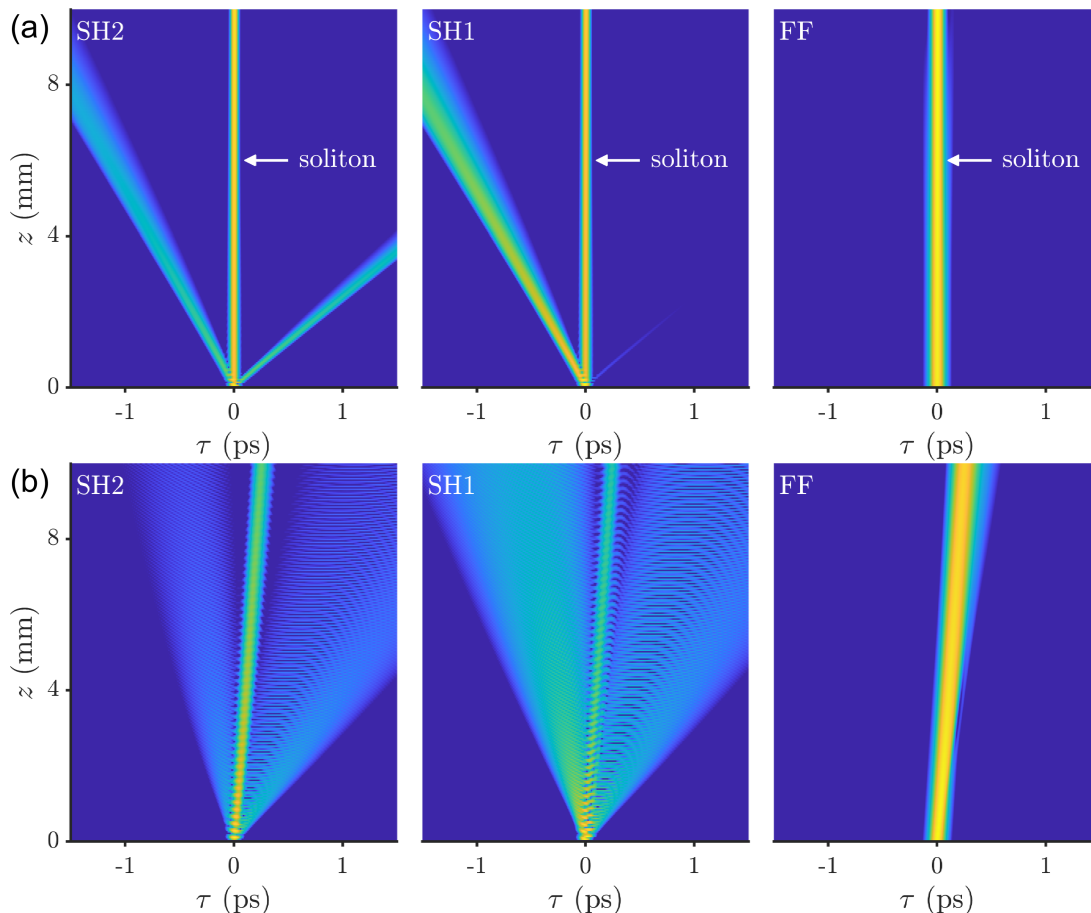 (a)
SH2
SH1
FF
8
4
0
z (mm)
soliton
soliton
soliton
-1
0
1
-1
0
1
-1
0
1
τ (ps)
τ (ps)
τ (ps)
(b)
SH2
SH1
FF
8
4
0
z (mm)
-1
0
1
-1
0
1
-1
0
1
τ (ps)
τ (ps)
τ (ps)